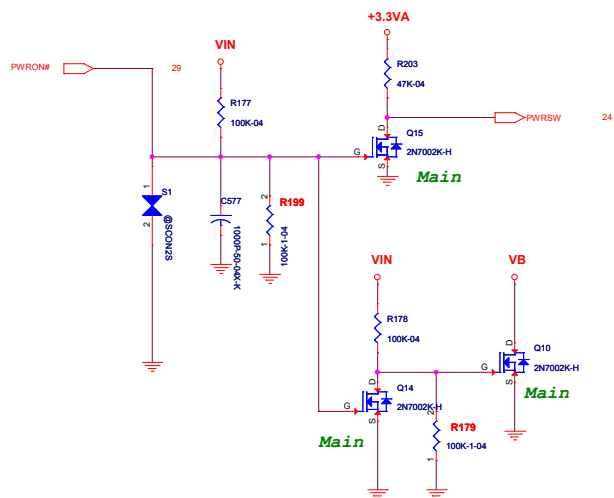 +3.3VA
VIN
PWRON#
29
R203
47K-04
R177
100K-04
PWRSW
24
D
Q15
G
2N7002K-H
S
Main
1
S1
2
@SCON2S
C577
1000P-50-04X-K
2
R199
1
100K-1-04
VIN
VB
R178
100K-04
D
Q10
G
2N7002K-H
S
D
Q14
2N7002K-H
G
S
Main
Main
2
R179
100K-1-04
1